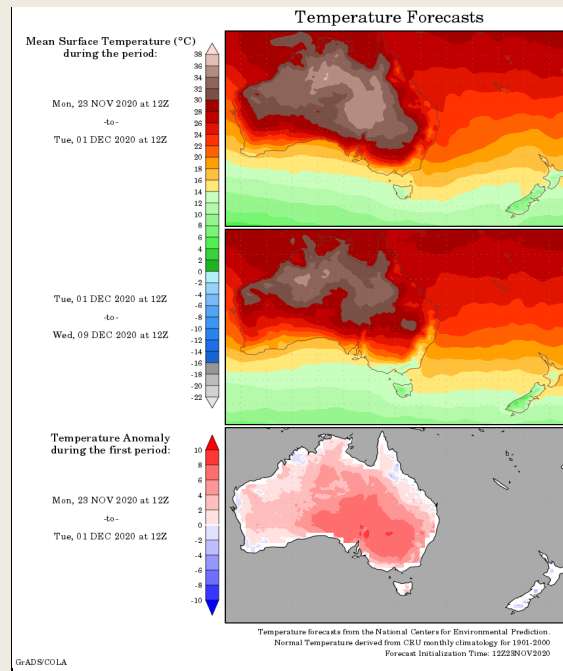 Temperature Forecasts
Mean Surface Temperature (°C)
during the period:
Mon, 23 NOV 2020 at 12Z
-to-
Tue, 01 DEC 2020 at 12Z
38
36
34
32
30
28
26
24
22
20
18
16
14
12
10
8
6
4
2
0
-2
-4
-6
-8
-10
-12
-14
-16
-18
-20
-22
Tue, 01 DEC 2020 at 12Z
-to-
Wed, 09 DEC 2020 at 12Z
Temperature Anomaly
during the first period:
Mon, 23 NOV 2020 at 12Z
-to-
Tue, 01 DEC 2020 at 12Z
10
8
6
4
2
0
-2
-4
-6
-8
-10
Temperature forecasts from the National Centers for Environmental Prediction.
Normal Temperature derived from CRU monthly climatology for 1901-2000
Forecast Initialization Time: 12Z23NOV2020
GrADS/COLA